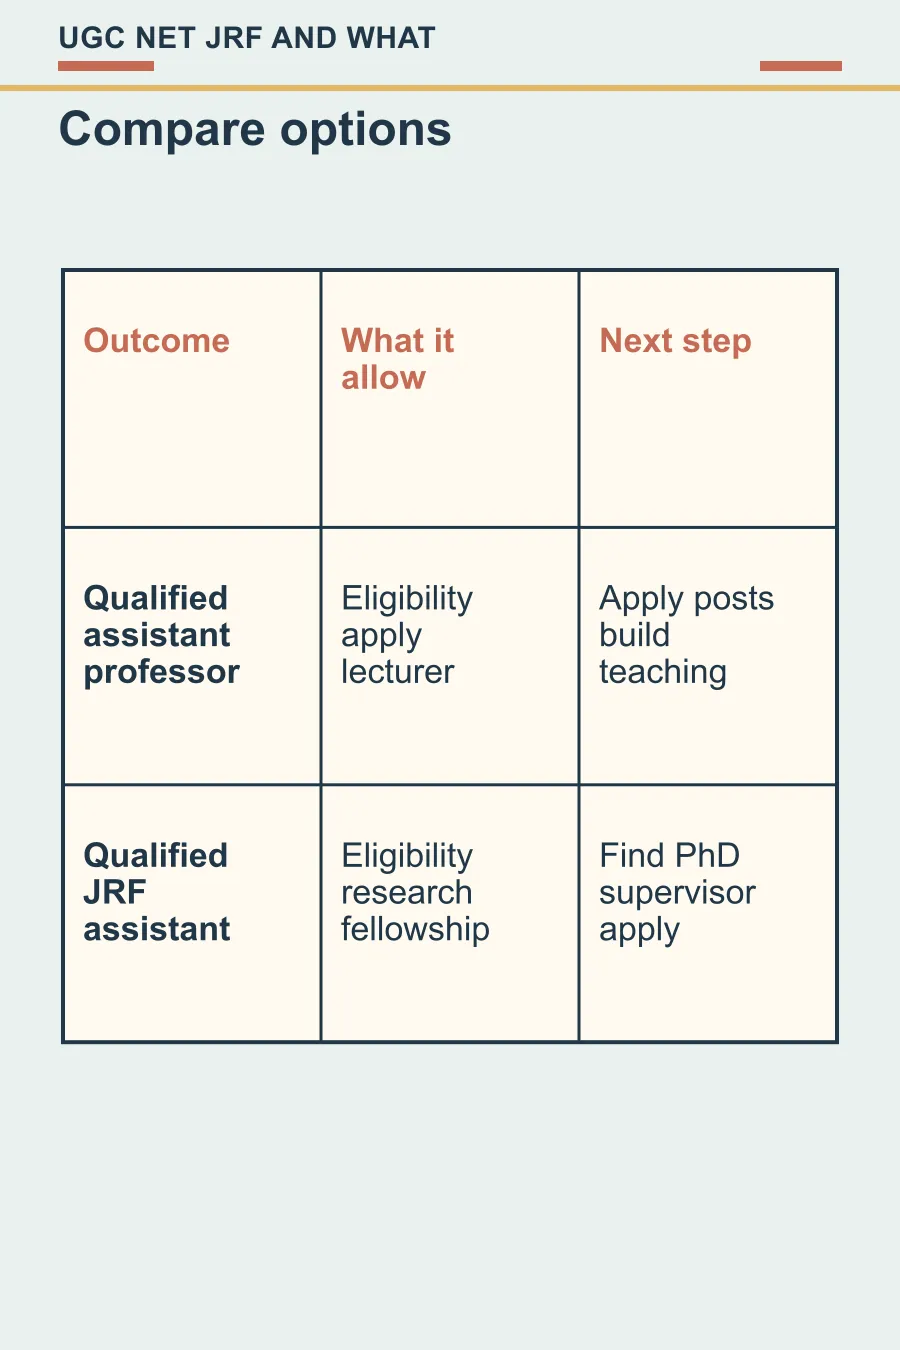 UGC NET JRF AND WHAT
Compare options
Outcome
What it
allow
Next step
Qualified
assistant
professor
Eligibility
apply
lecturer
Apply posts
build
teaching
Qualified
JRF
assistant
Eligibility
research
fellowship
Find PhD
supervisor
apply